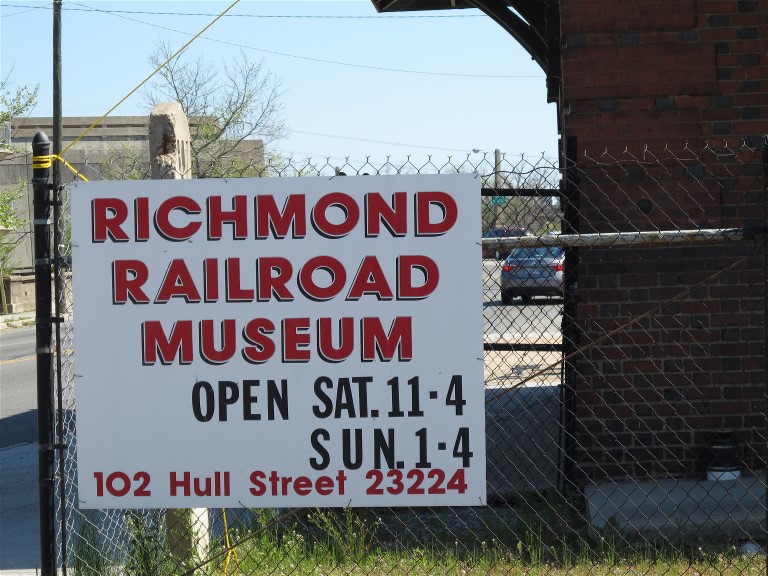 RICHMOND
RAILROAD
MUSEUM
OPEN SAT. 11-4
SUN. 1-4
102 Hull Street 23224